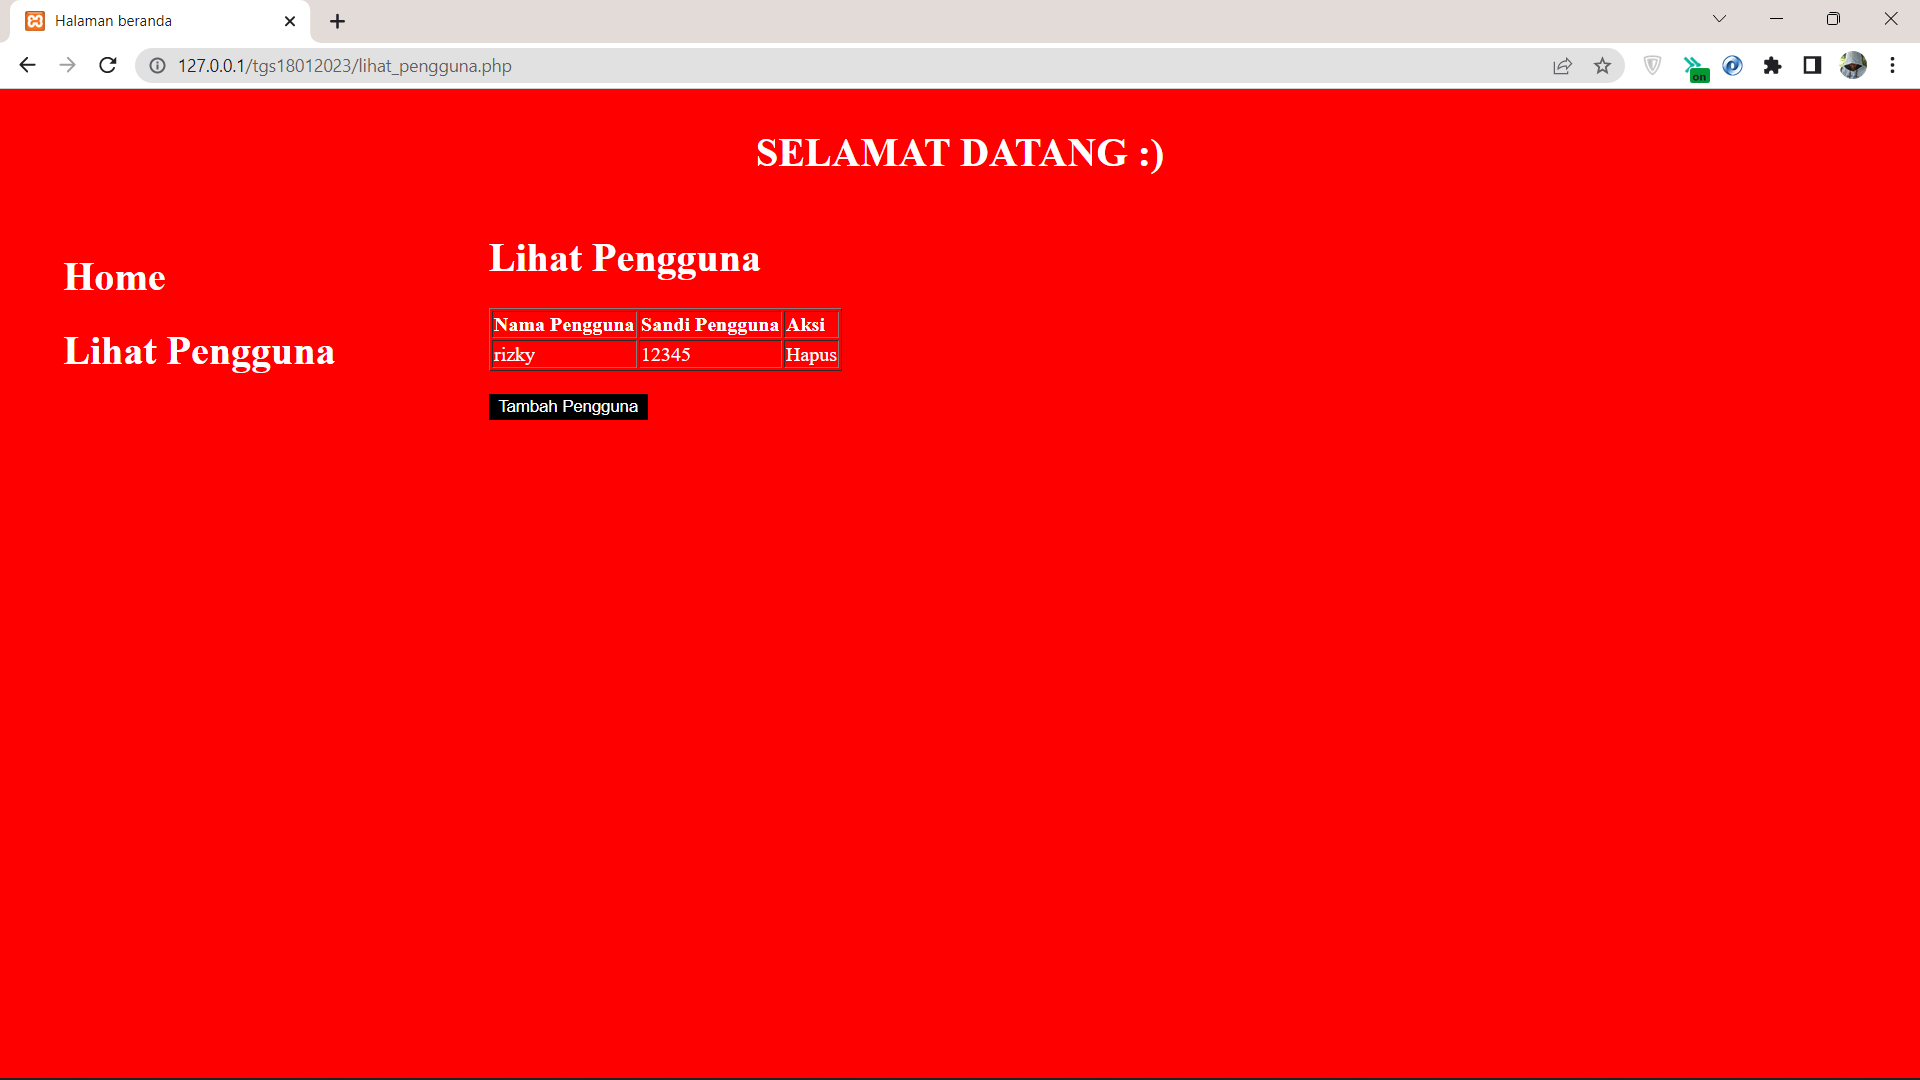 Halaman beranda
127.0.0.1/tgs18012023/lihat_pengguna.php
on
SELAMAT DATANG :)
Home
Lihat Pengguna
Lihat Pengguna
Nama Pengguna Sandi Pengguna Aksi
rizky 12345 Hapus
Tambah Pengguna